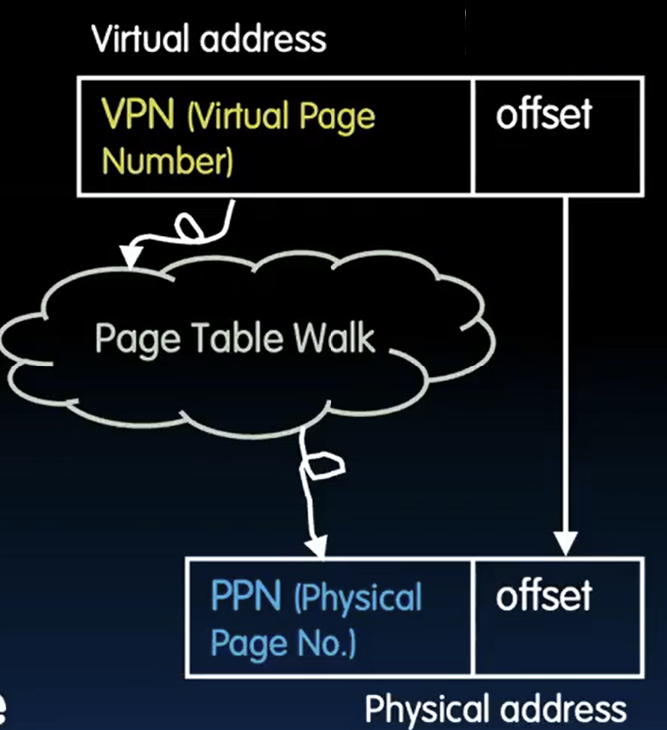 Virtual address
VPN (Virtual Page
Number)
offset
Page Table Walk
PPN (Physical
Page No.)
offset
e
Physical address